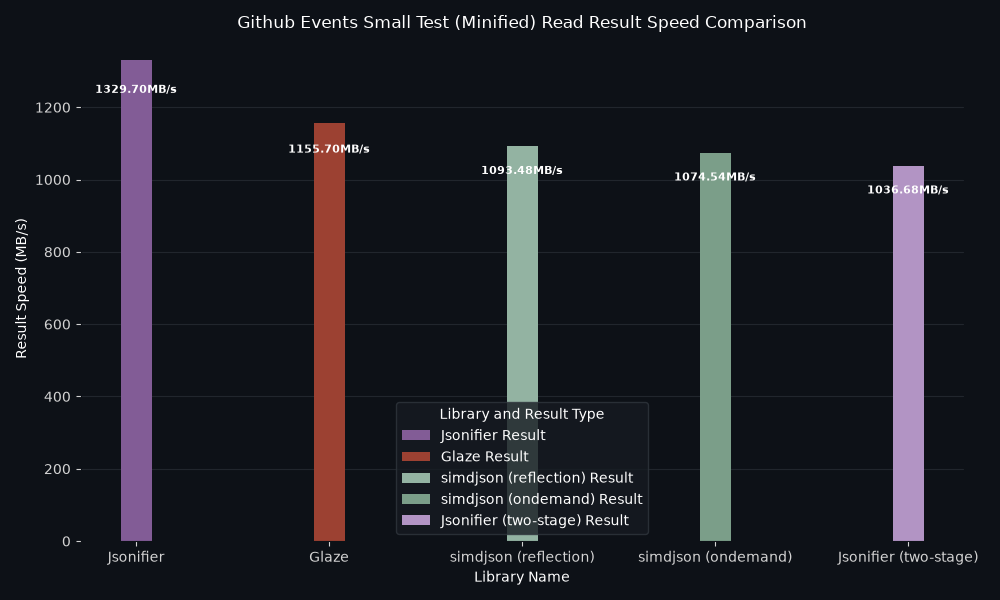 Github Events Small Test (Minified) Read Result Speed Comparison
1329.70MB/s
1155.70MB/s
1093.48MB/s
1074.54MB/s
1036.68MB/s
Result Speed (MB/s)
1200
1000
800
600
400
200
0
Library and Result Type
Jsonifier Result
Glaze Result
simdjson (reflection) Result
simdjson (ondemand) Result
Jsonifier (two-stage) Result
Jsonifier
Glaze
simdjson (reflection)
simdjson (ondemand)
Jsonifier (two-stage)
Library Name